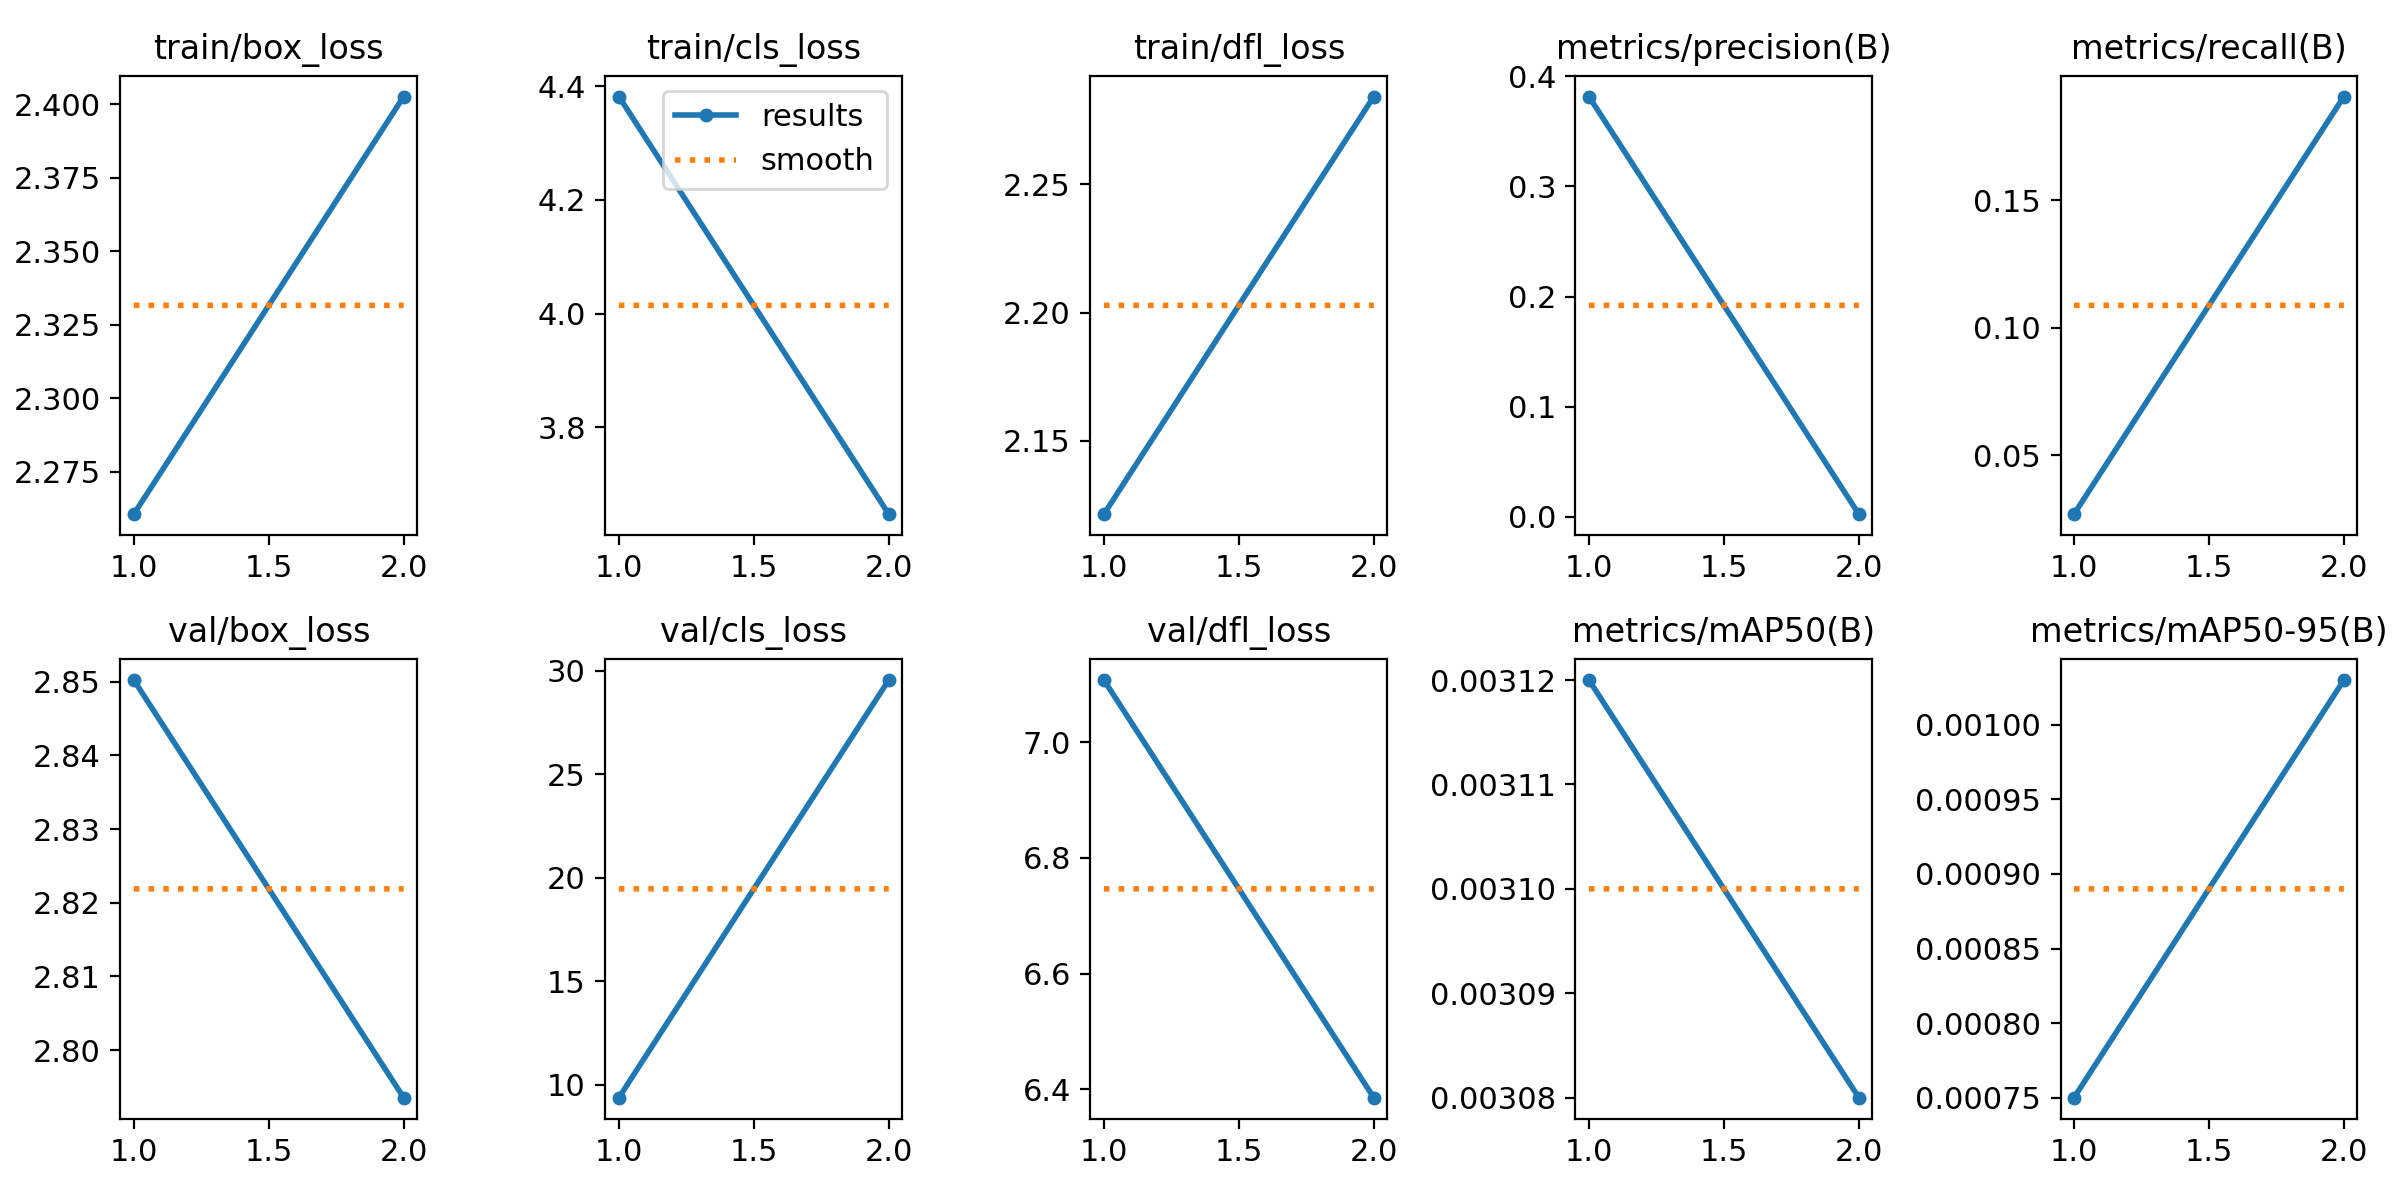 train/box_loss
2.400
2.375
2.350
2.325
2.300
2.275
1.0 1.5 2.0
train/cls_loss
results
smooth
4.4
4.2
4.0
3.8
1.0 1.5 2.0
train/dfl_loss
2.25
2.20
2.15
1.0 1.5 2.0
metrics/precision(B)
0.4
0.3
0.2
0.1
0.0
1.0 1.5 2.0
metrics/recall(B)
0.15
0.10
0.05
1.0 1.5 2.0
val/box_loss
2.85
2.84
2.83
2.82
2.81
2.80
1.0 1.5 2.0
val/cls_loss
30
25
20
15
10
1.0 1.5 2.0
val/dfl_loss
7.0
6.8
6.6
6.4
1.0 1.5 2.0
metrics/mAP50(B)
0.00312
0.00311
0.00310
0.00309
0.00308
1.0 1.5 2.0
metrics/mAP50-95(B)
0.00100
0.00095
0.00090
0.00085
0.00080
0.00075
1.0 1.5 2.0